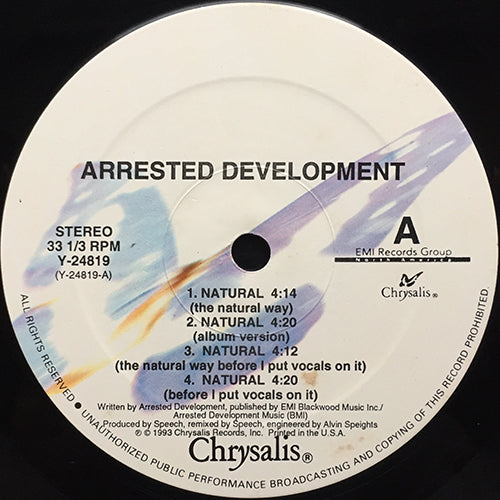 ARRESTED DEVELOPMENT
STEREO
33 1/3 RPM
Y-24819
(Y-24819-A)
A
EMI Records Group
North America
Chrysalis®
1. NATURAL 4:14
(the natural way)
2. NATURAL 4:20
(album version)
3. NATURAL 4:12
(the natural way before I put vocals on it)
4. NATURAL 4:20
(before I put vocals on it)
Written by Arrested Development, published by EMI Blackwood Music Inc./
Arrested Development Music (BMI)
Produced by Speech, remixed by Speech, engineered by Alvin Speights
℗ © 1993 Chrysalis Records, Inc. Printed in the U.S.A.
Chrysalis®
ALL RIGHTS RESERVED • UNAUTHORIZED PUBLIC PERFORMANCE BROADCASTING AND COPYING OF THIS RECORD PROHIBITED.